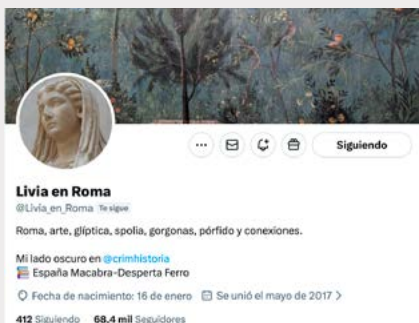 Siguiendo
Livia en Roma
@Livia_en_Roma Te sigue
Roma, arte, glíptica, spolia, gorgonas, pórfido y conexiones.
Mi lado oscuro en @crimhistoria
📚 España Macabra-Desperta Ferro
Fecha de nacimiento: 16 de enero Se unió el mayo de 2017 >
412 Siguiendo 68,4 mil Seguidores